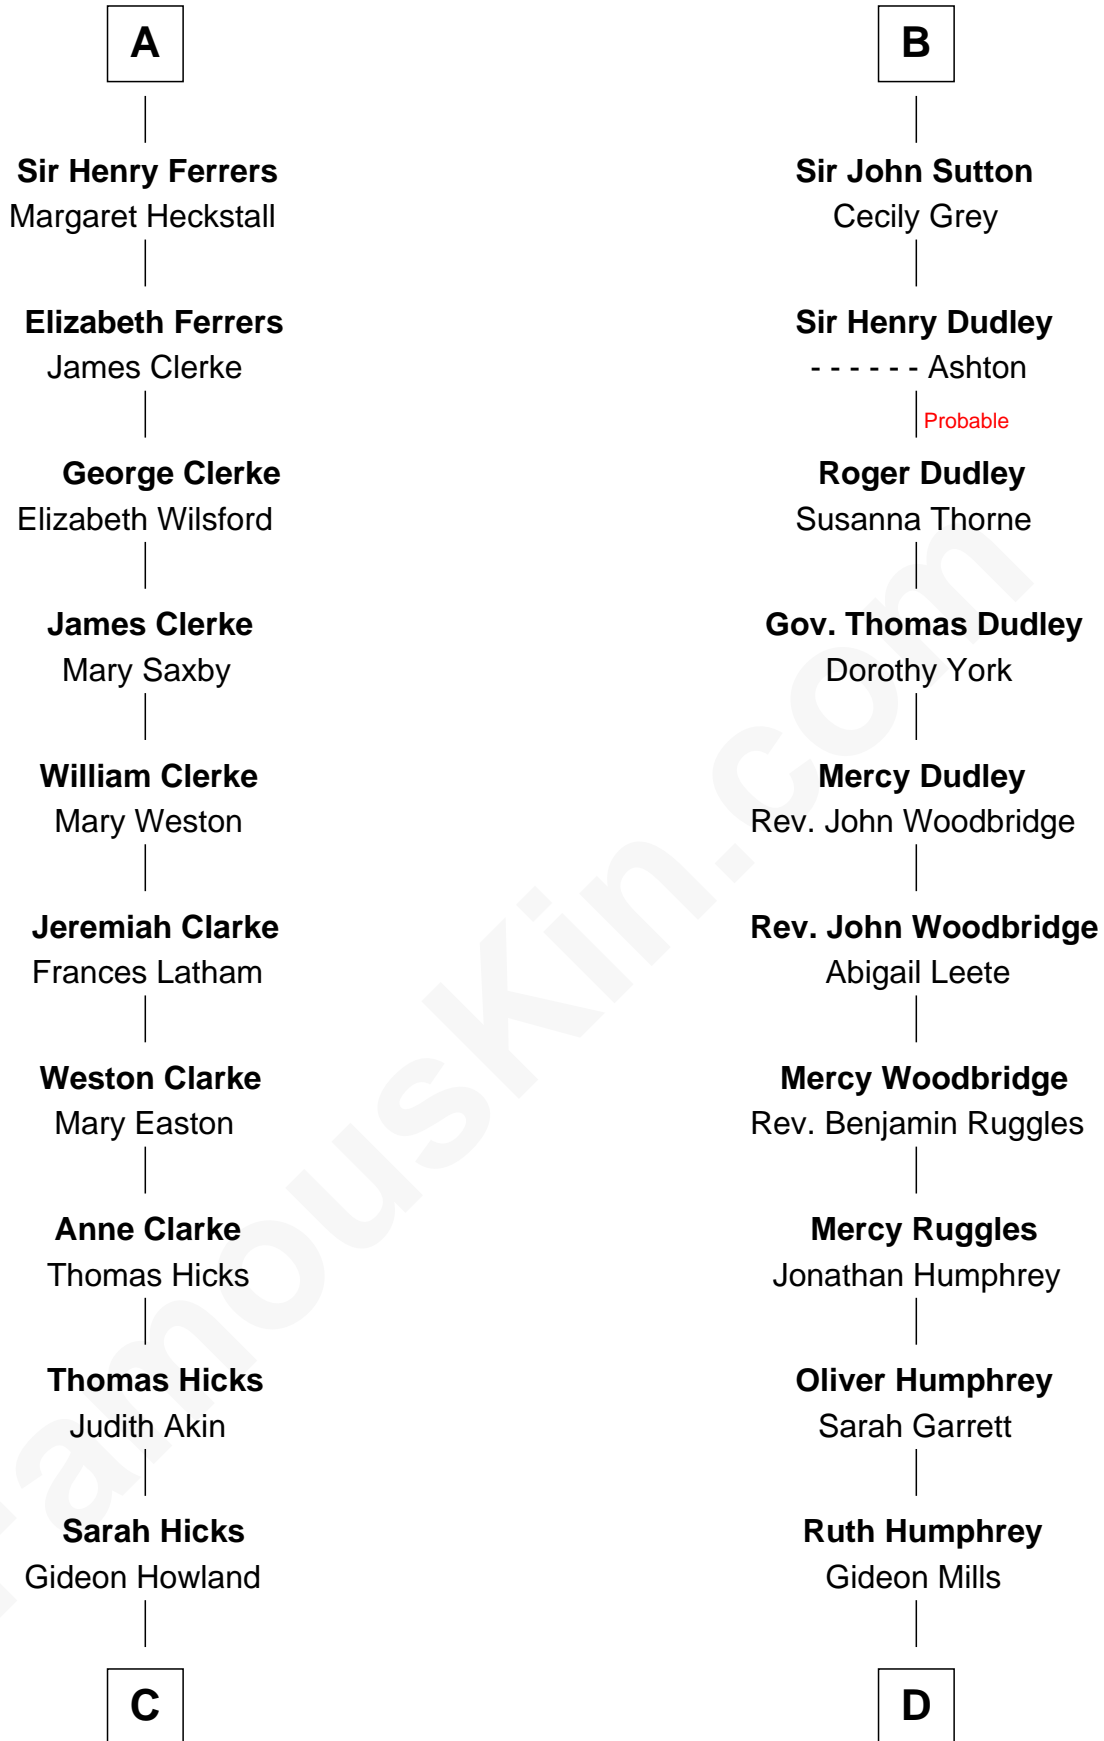 A
Sir Henry Ferrers
Margaret Heckstall
Elizabeth Ferrers
James Clerke
George Clerke
Elizabeth Wilsford
James Clerke
Mary Saxby
William Clerke
Mary Weston
Jeremiah Clarke
Frances Latham
Weston Clarke
Mary Easton
Anne Clarke
Thomas Hicks
Thomas Hicks
Judith Akin
Sarah Hicks
Gideon Howland
C
B
Sir John Sutton
Cecily Grey
Sir Henry Dudley
- - - - - - Ashton
Probable
Roger Dudley
Susanna Thorne
Gov. Thomas Dudley
Dorothy York
Mercy Dudley
Rev. John Woodbridge
Rev. John Woodbridge
Abigail Leete
Mercy Woodbridge
Rev. Benjamin Ruggles
Mercy Ruggles
Jonathan Humphrey
Oliver Humphrey
Sarah Garrett
Ruth Humphrey
Gideon Mills
D
FamousKin.com